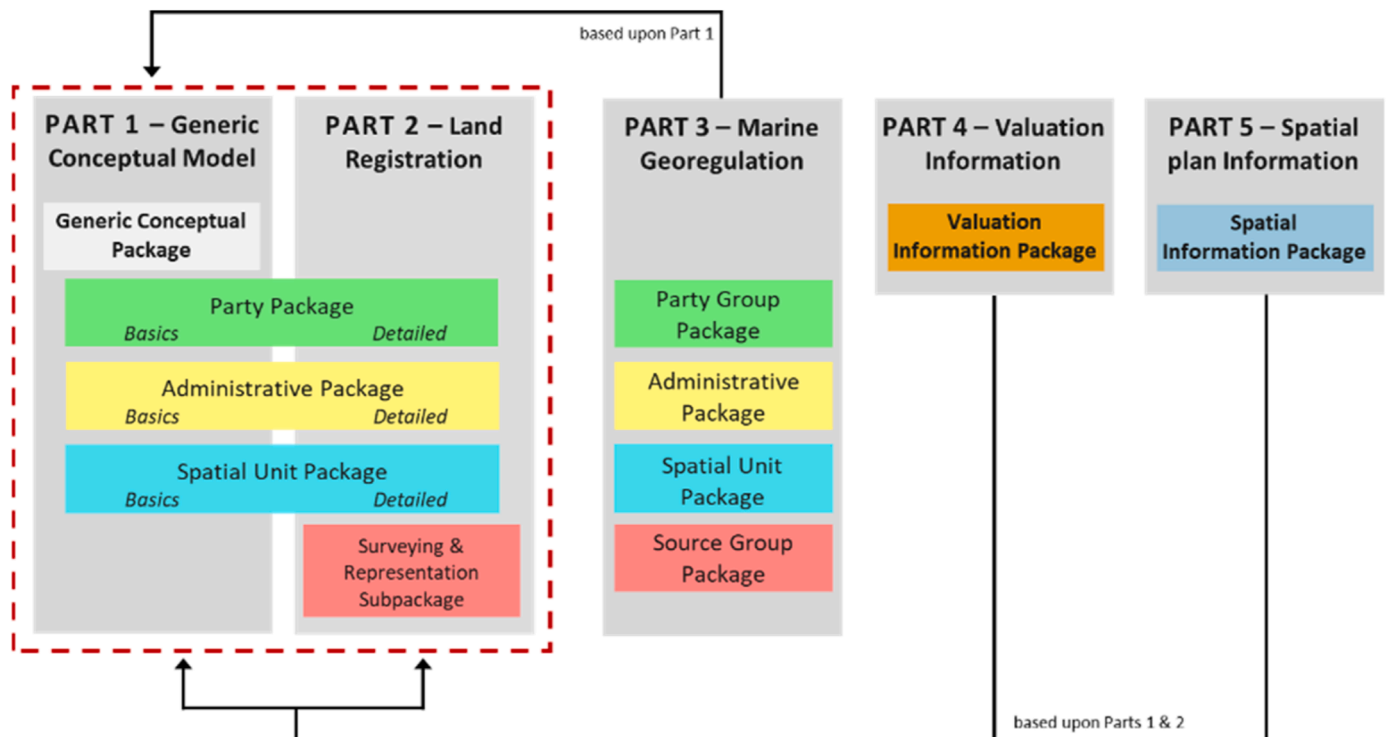 based upon Part 1
PART 1 – Generic
Conceptual Model
Generic Conceptual
Package
PART 2 – Land
Registration
Party Package
Basics
Detailed
Administrative Package
Basics
Detailed
Spatial Unit Package
Basics
Detailed
Surveying &
Representation
Subpackage
PART 3 – Marine
Georegulation
Party Group
Package
Administrative
Package
Spatial Unit
Package
Source Group
Package
PART 4 – Valuation
Information
Valuation
Information Package
PART 5 – Spatial
plan Information
Spatial
Information Package
based upon Parts 1 & 2